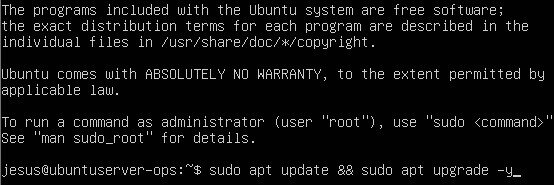 The programs included with the Ubuntu system are free software;
the exact distribution terms for each program are described in the
individual files in /usr/share/doc/*/copyright.
Ubuntu comes with ABSOLUTELY NO WARRANTY, to the extent permitted by
applicable law.
To run a command as administrator (user "root"), use "sudo <command>"
See "man sudo_root" for details.
jesus@ubuntuserver-ops:~$ sudo apt update && sudo apt upgrade -y_